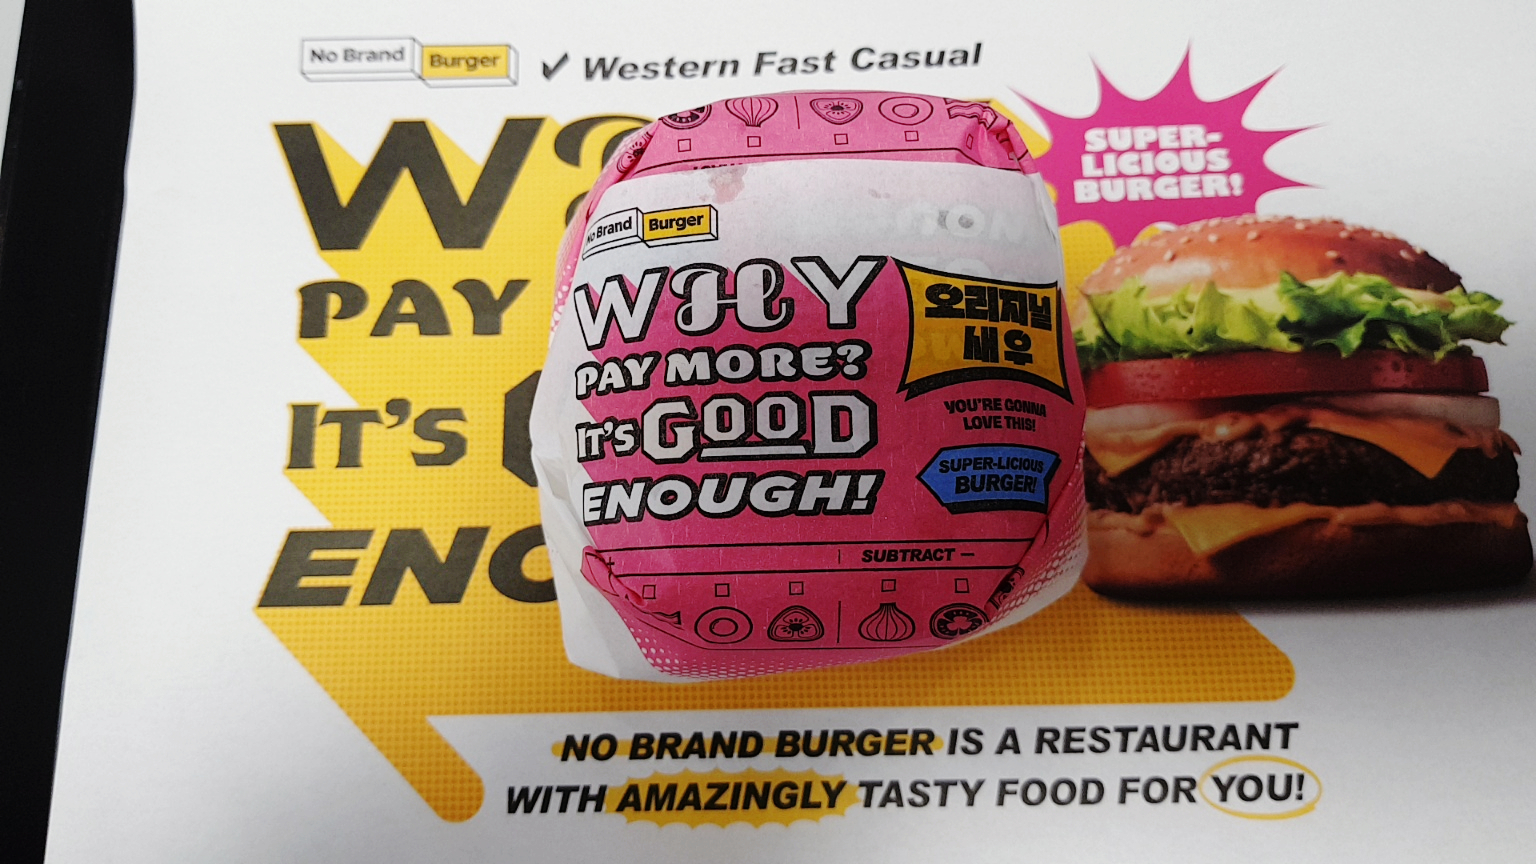 No Brand Burger ✓ Western Fast Casual
W
PAY
IT'S
ENO
SUPER-
LICIOUS
BURGER!
No Brand Burger
WHY
PAY MORE?
IT'S GOOD
ENOUGH!
오리지널
새우
YOU'RE GONNA
LOVE THIS!
SUPER-LICIOUS
BURGER!
SUBTRACT −
NO BRAND BURGER IS A RESTAURANT
WITH AMAZINGLY TASTY FOOD FOR YOU!